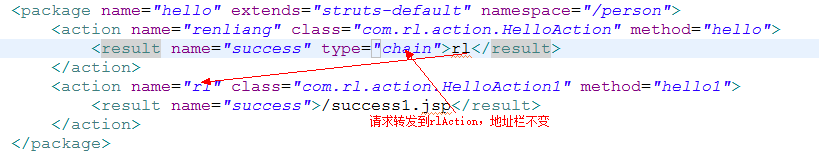 <package name="hello" extends="struts-default" namespace="/person">
<action name="renliang" class="com.rl.action.HelloAction" method="hello">
<result name="success" type="chain">rl</result>
</action>
<action name="rl" class="com.rl.action.HelloAction1" method="hello1">
<result name="success">/success1.jsp</result>
</action>
请求转发到rlAction，地址栏不变
</package>